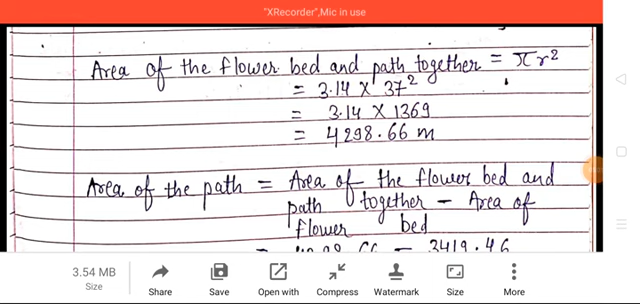 "XRecorder",Mic in use
Area of the flower bed and path together = πr²
= 3.14 × 37²
= 3.14 × 1369
= 4298.66 m
Area of the path = Area of the flower bed and
path together - Area of
flower bed
- 3419.46
3.54 MB
Size
Share
Save
Open with
Compress
Watermark
Size
More